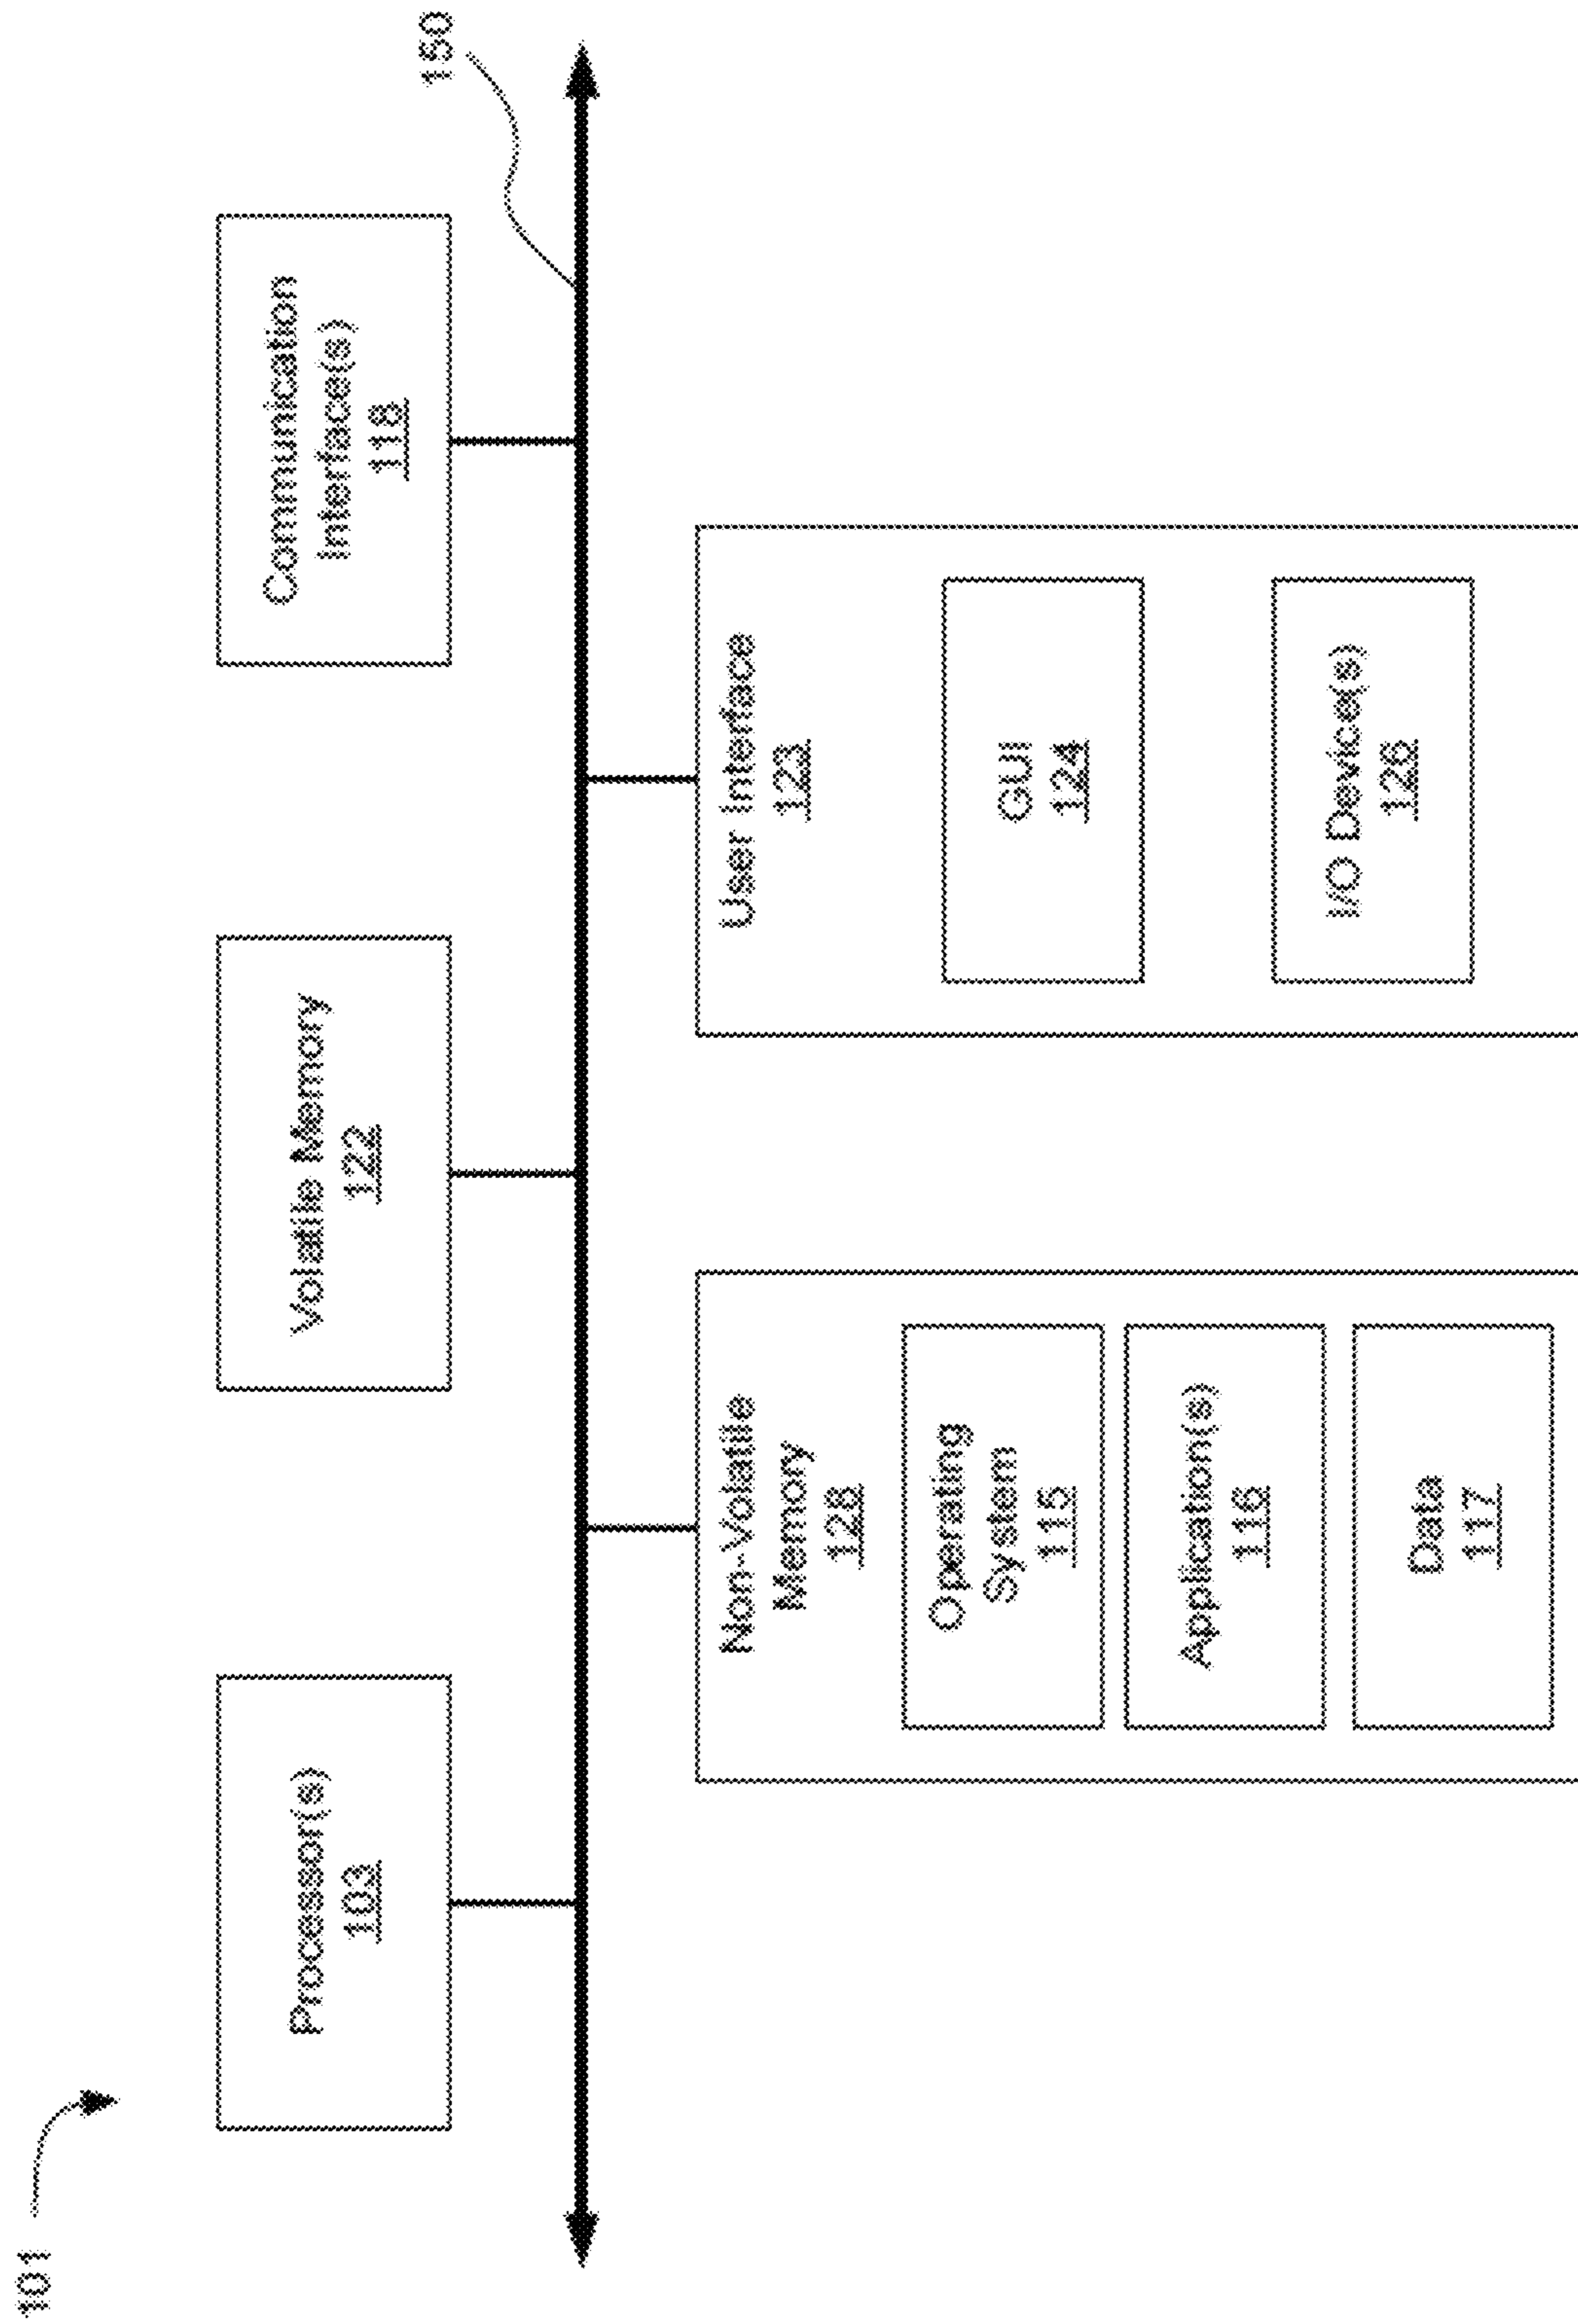 101
Processor(s)
103
Volatile Memory
122
Communication
Interface(s)
118
150
Non-Volatile
Memory
128
Operating
System
115
Application(s)
116
Data
117
User Interface
123
GUI
124
I/O Device(s)
126